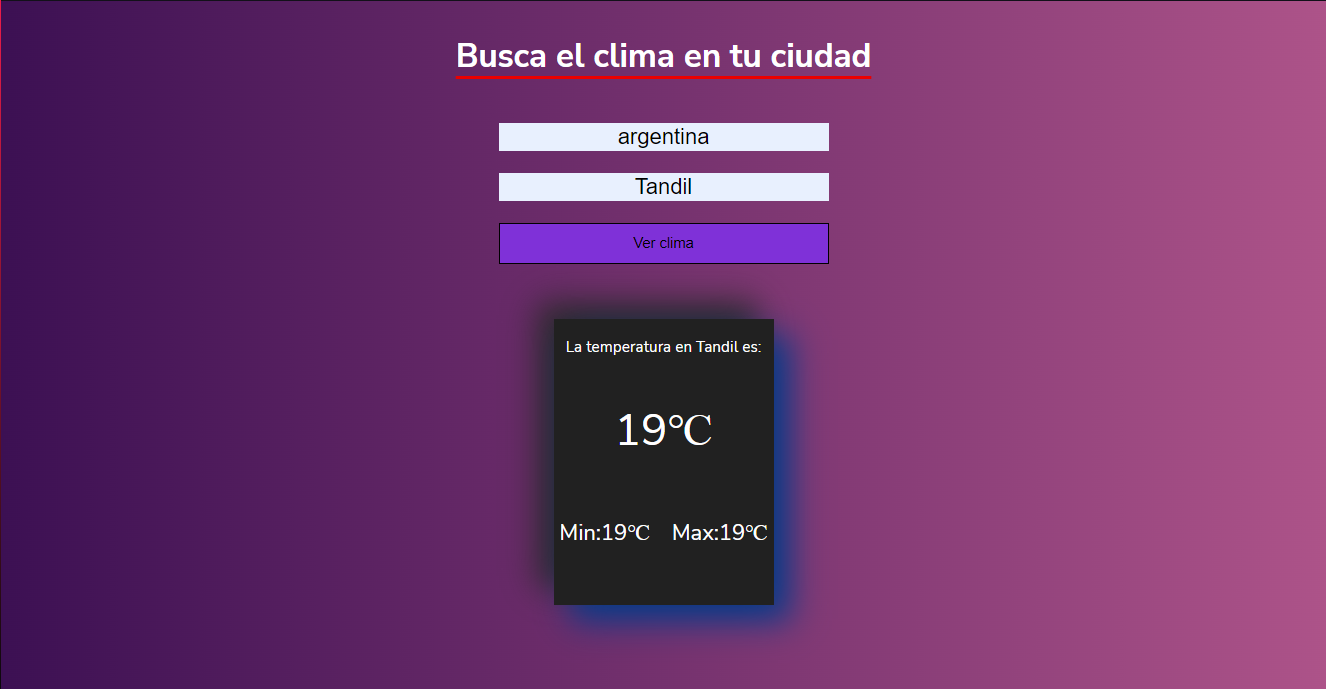 Busca el clima en tu ciudad
argentina
Tandil
Ver clima
La temperatura en Tandil es:
19℃
Min:19℃ Max:19℃